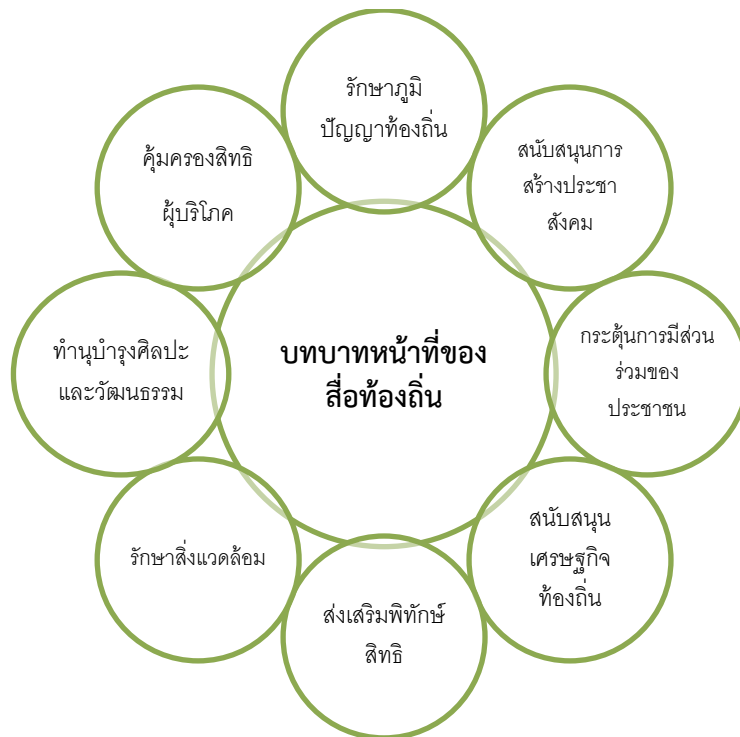 รักษาภูมิ
ปัญญาท้องถิ่น
สนับสนุนการ
สร้างประชา
สังคม
กระตุ้นการมีส่วน
ร่วมของ
ประชาชน
สนับสนุน
เศรษฐกิจ
ท้องถิ่น
ส่งเสริมพิทักษ์
สิทธิ
รักษาสิ่งแวดล้อม
ทำนุบำรุงศิลปะ
และวัฒนธรรม
คุ้มครองสิทธิ
ผุ้บริโภค
บทบาทหน้าที่ของ
สื่อท้องถิ่น